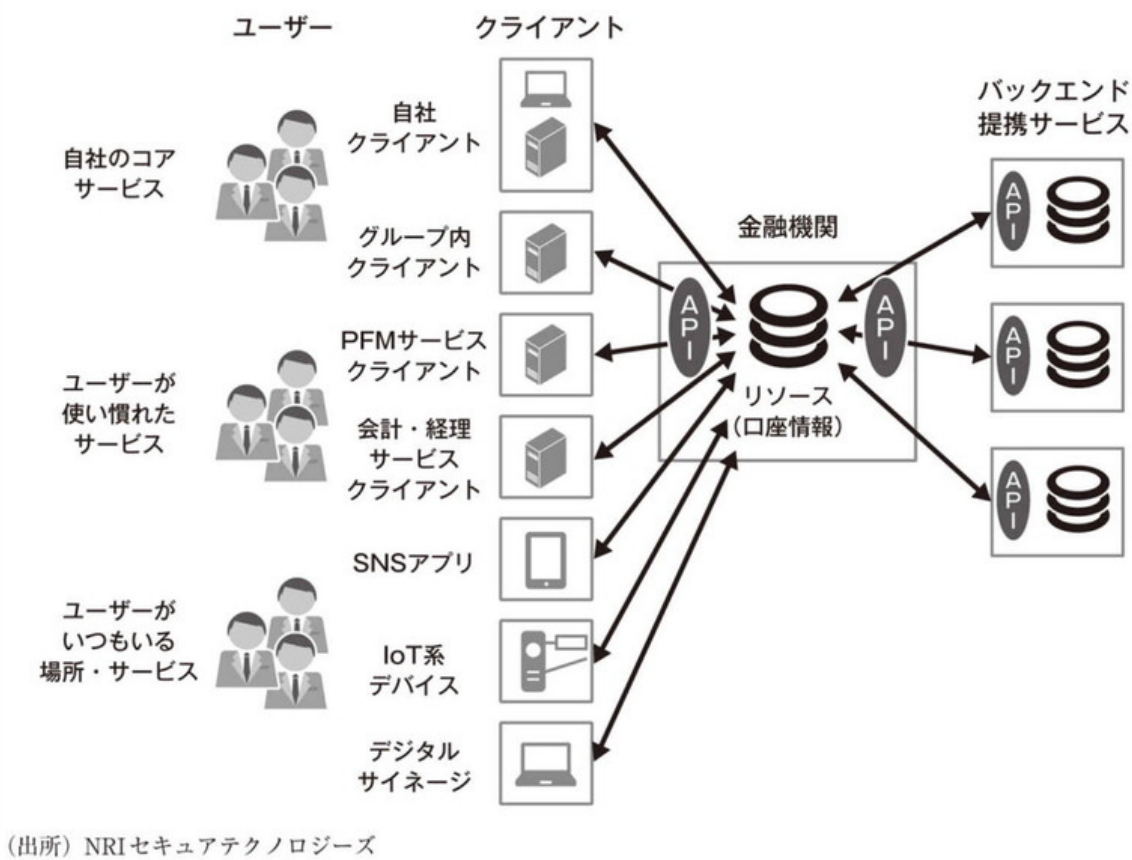 ユーザー
クライアント
自社のコア
サービス
ユーザーが
使い慣れた
サービス
ユーザーが
いつもいる
場所・サービス
自社
クライアント
グループ内
クライアント
PFMサービス
クライアント
会計・経理
サービス
クライアント
SNSアプリ
IoT系
デバイス
デジタル
サイネージ
金融機関
API
API
リソース
(口座情報)
バックエンド
提携サービス
API
API
API
(出所)NRIセキュアテクノロジーズ